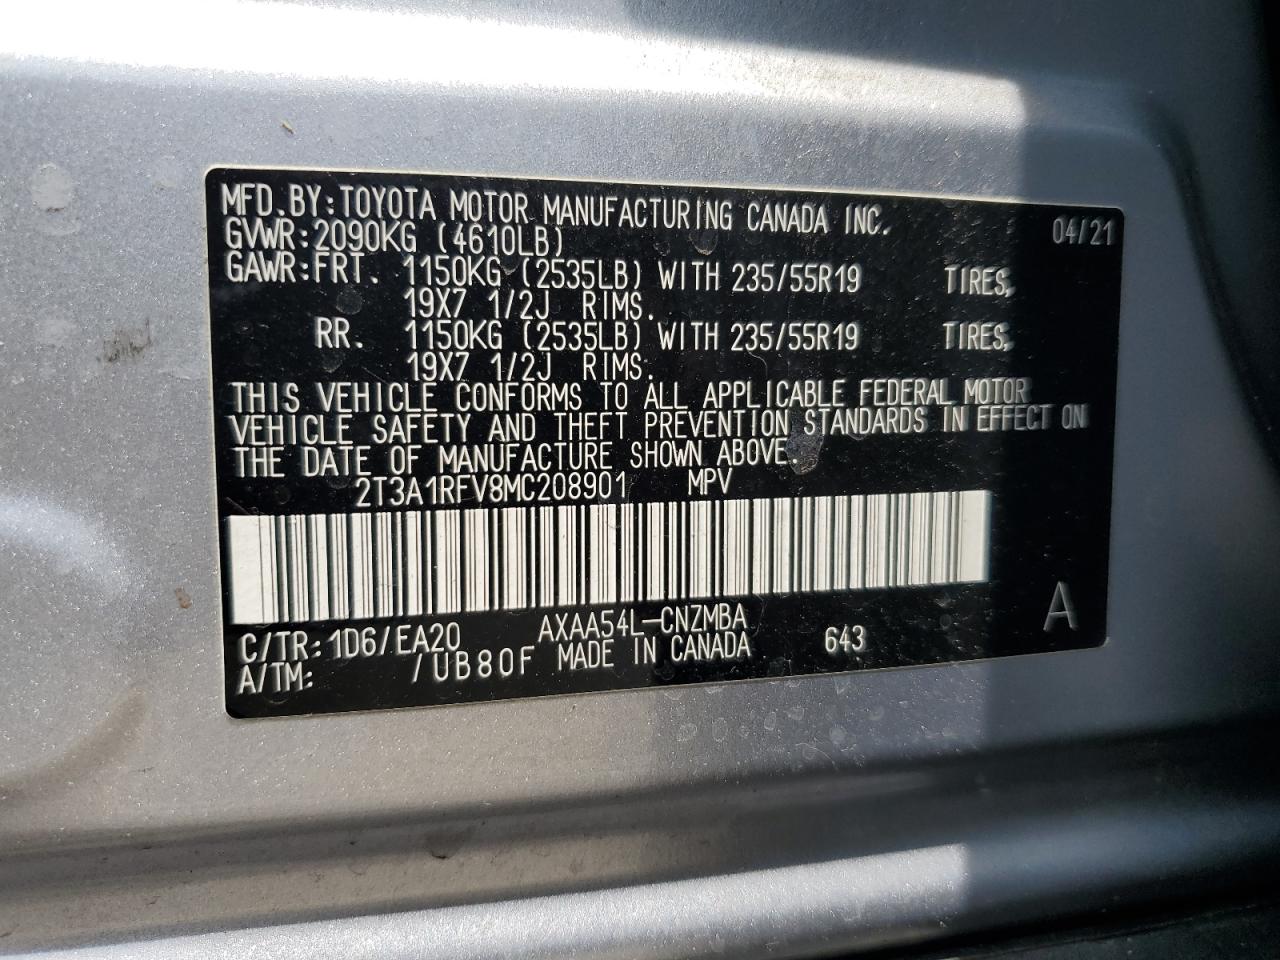 MFD.BY:TOYOTA MOTOR MANUFACTURING CANADA INC. 04/21
GVWR:2090KG (4610LB)
GAWR:FRT. 1150KG (2535LB) WITH 235/55R19 TIRES,
19X7 1/2J RIMS.
RR. 1150KG (2535LB) WITH 235/55R19 TIRES,
19X7 1/2J RIMS.
THIS VEHICLE CONFORMS TO ALL APPLICABLE FEDERAL MOTOR
VEHICLE SAFETY AND THEFT PREVENTION STANDARDS IN EFFECT ON
THE DATE OF MANUFACTURE SHOWN ABOVE.
2T3A1RFV8MC208901 MPV
A
C/TR:1D6/EA20 AXAA54L-CNZMBA
A/TM: /UB80F MADE IN CANADA 643